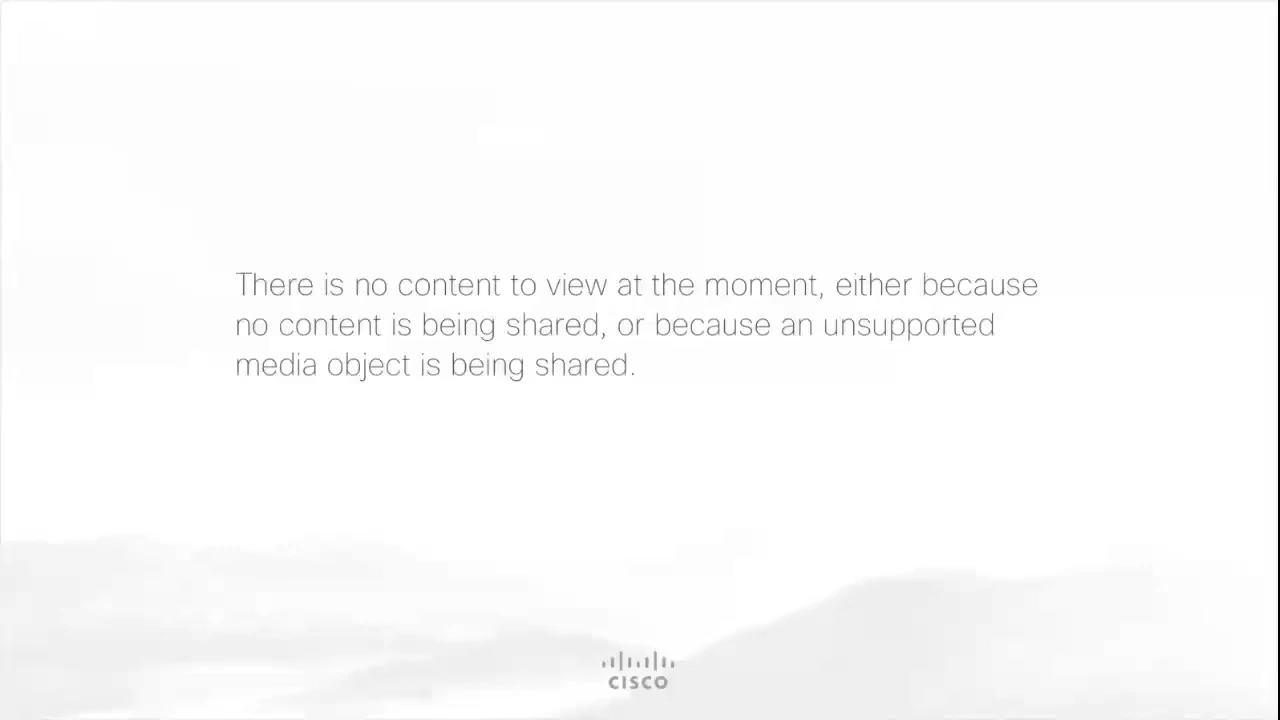 There is no content to view at the moment, either because
no content is being shared, or because an unsupported
media object is being shared.
CISCO